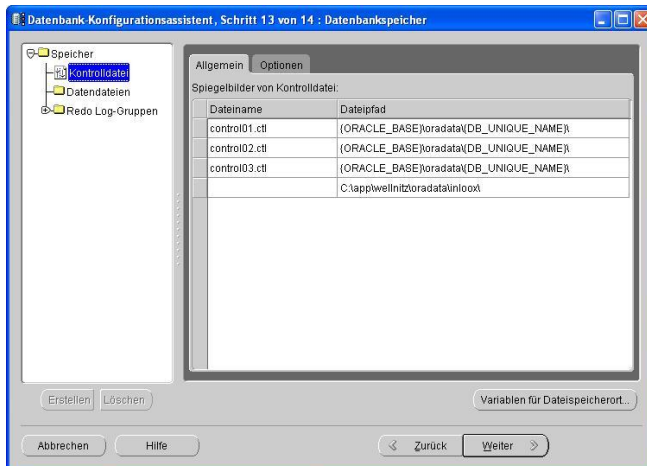 Datenbank-Konfigurationsassistent, Schritt 13 von 14 : Datenbankspeicher
Speicher
Kontrolldatei
Datendateien
Redo Log-Gruppen
Allgemein Optionen
Spiegelbilder von Kontrolldatei:
Dateiname Dateipfad
control01.ctl {ORACLE_BASE}\oradata\{DB_UNIQUE_NAME}\
control02.ctl {ORACLE_BASE}\oradata\{DB_UNIQUE_NAME}\
control03.ctl {ORACLE_BASE}\oradata\{DB_UNIQUE_NAME}\
C:\app\wellnitz\oradata\inloox\
Erstellen Löschen Variablen für Dateispeicherort...
Abbrechen Hilfe Zurück Weiter